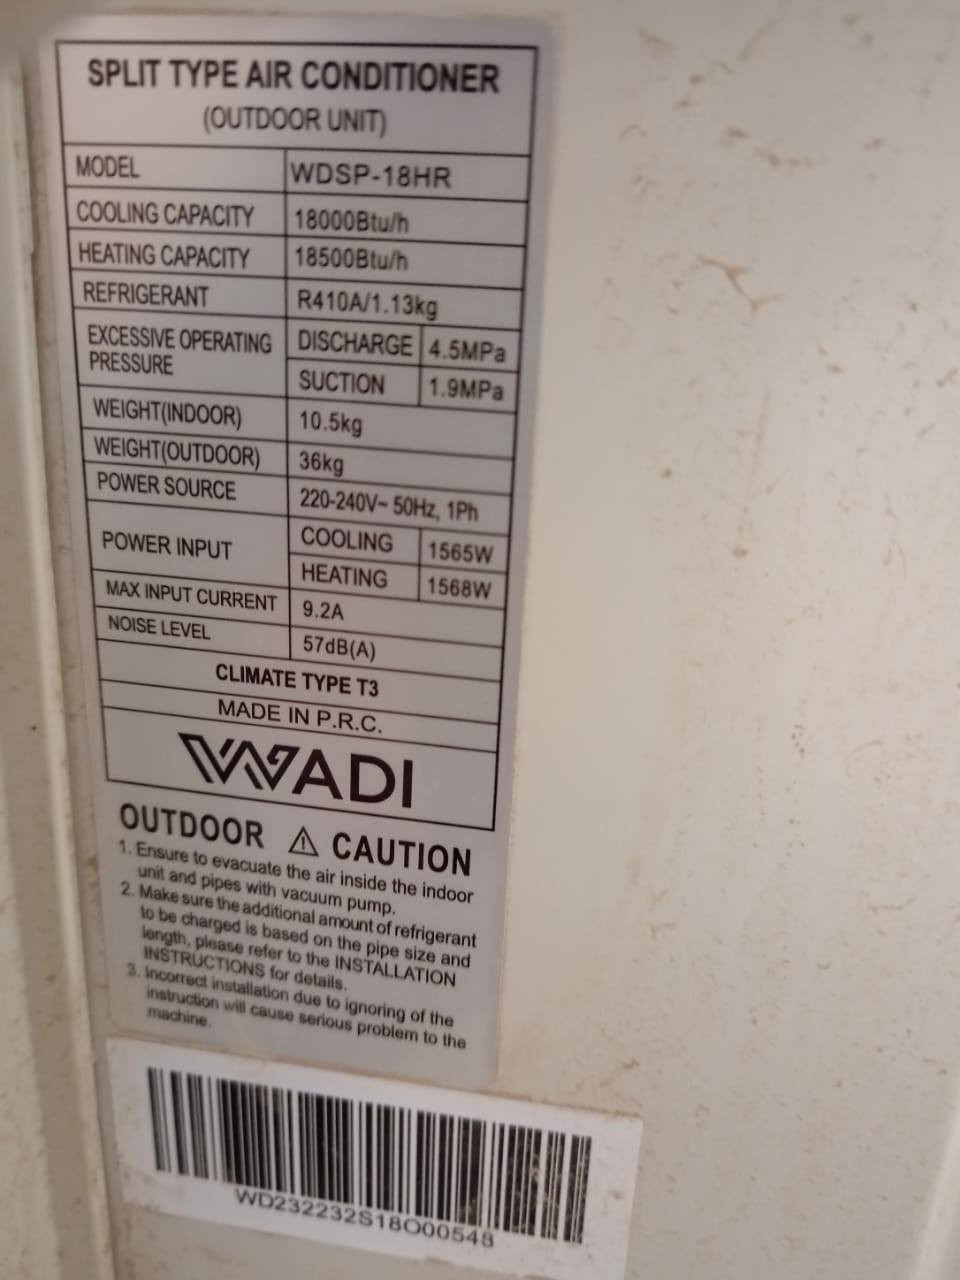 SPLIT TYPE AIR CONDITIONER
(OUTDOOR UNIT)
MODEL WDSP-18HR
COOLING CAPACITY 18000Btu/h
HEATING CAPACITY 18500Btu/h
REFRIGERANT R410A/1.13kg
EXCESSIVE OPERATING PRESSURE DISCHARGE 4.5MPa
SUCTION 1.9MPa
WEIGHT(INDOOR) 10.5kg
WEIGHT(OUTDOOR) 36kg
POWER SOURCE 220-240V~ 50Hz, 1Ph
POWER INPUT COOLING 1565W
HEATING 1568W
MAX INPUT CURRENT 9.2A
NOISE LEVEL 57dB(A)
CLIMATE TYPE T3
MADE IN P.R.C.
WADI
OUTDOOR ⚠ CAUTION
1. Ensure to evacuate the air inside the indoor
unit and pipes with vacuum pump.
2. Make sure the additional amount of refrigerant
to be charged is based on the pipe size and
length, please refer to the INSTALLATION
INSTRUCTIONS for details.
3. Incorrect installation due to ignoring of the
instruction will cause serious problem to the
machine.
WD232232S18O00548